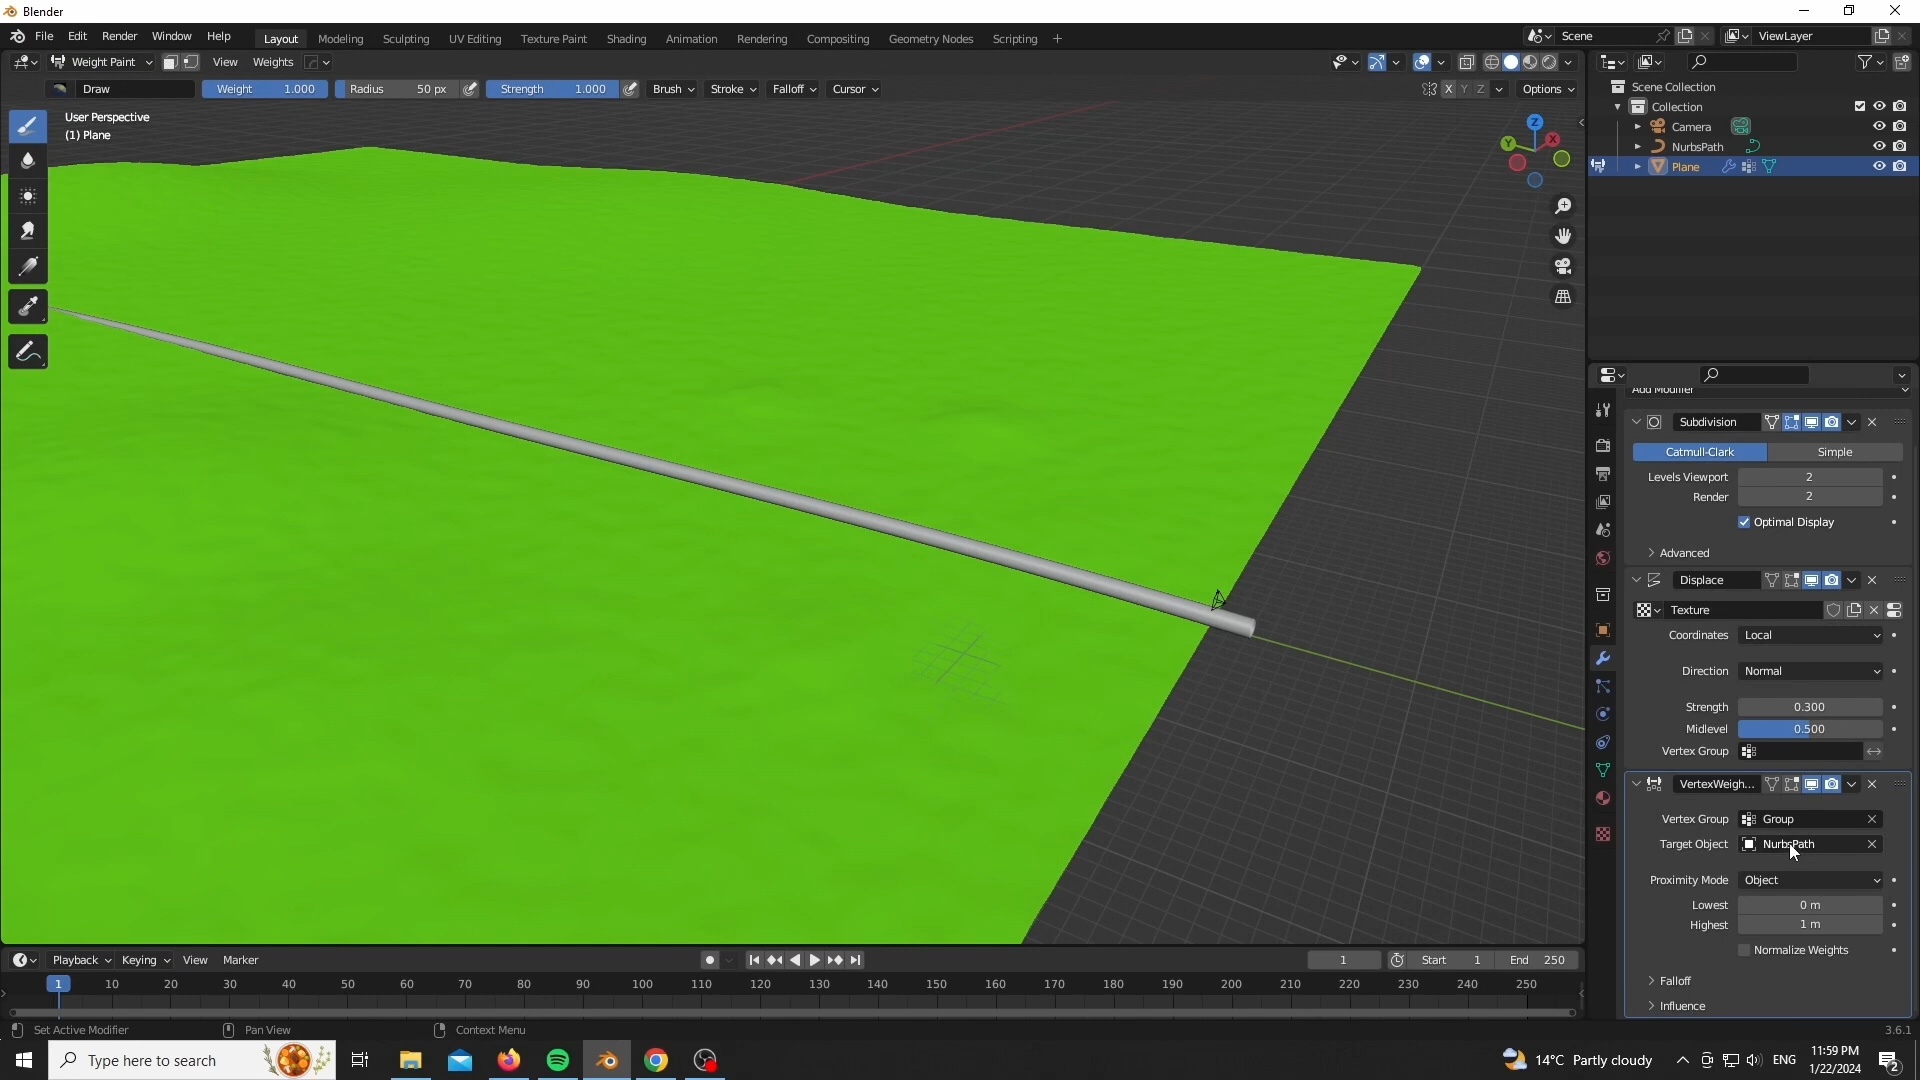 Blender
File Edit Render Window Help
Layout Modeling Sculpting UV Editing Texture Paint Shading Animation Rendering Compositing Geometry Nodes Scripting +
Scene ViewLayer
Weight Paint View Weights
Draw Weight 1.000 Radius 50 px Strength 1.000 Brush Stroke Falloff Cursor X Y Z Options
User Perspective
(1) Plane
Z
Y
X
Scene Collection
Collection
Camera
NurbsPath
Plane
Add Modifier
Subdivision
Catmull-Clark Simple
Levels Viewport 2
Render 2
Optimal Display
Advanced
Displace
Texture
Coordinates Local
Direction Normal
Strength 0.300
Midlevel 0.500
Vertex Group
VertexWeigh...
Vertex Group Group
Target Object NurbsPath
Proximity Mode Object
Lowest 0 m
Highest 1 m
Normalize Weights
Falloff
Influence
Playback Keying View Marker 1 Start 1 End 250
1 10 20 30 40 50 60 70 80 90 100 110 120 130 140 150 160 170 180 190 200 210 220 230 240 250
Set Active Modifier Pan View Context Menu 3.6.1
Type here to search 14°C Partly cloudy ENG 11:59 PM
1/22/2024 2